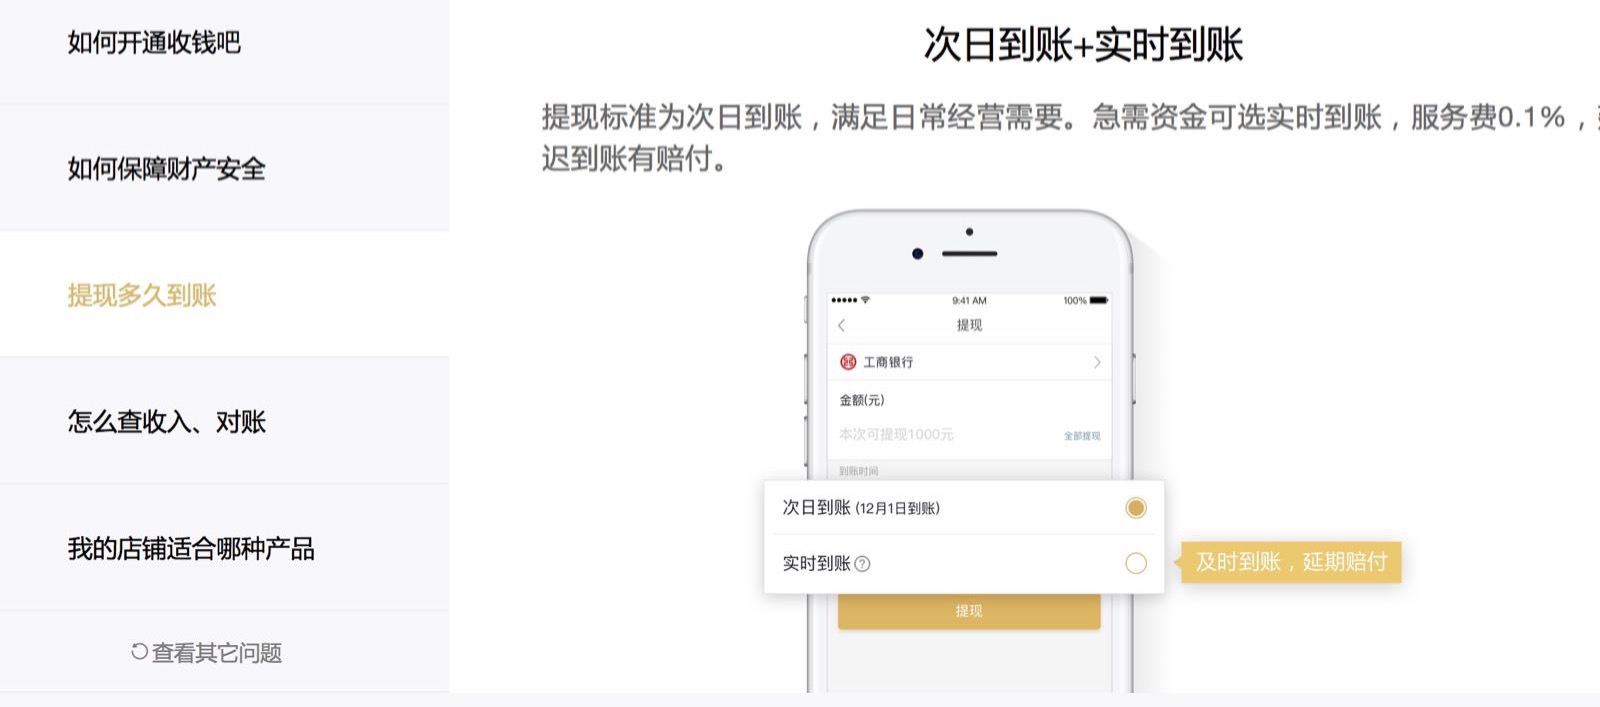 如何开通收钱吧
如何保障财产安全
提现多久到账
怎么查收入、对账
我的店铺适合哪种产品
查看其它问题
次日到账+实时到账
提现标准为次日到账，满足日常经营需要。急需资金可选实时到账，服务费0.1%，
迟到账有赔付。
9:41 AM
100%
提现
工商银行
金额(元)
本次可提现1000元
全部提现
到账时间
次日到账 (12月1日到账)
实时到账?
及时到账，延期赔付
提现